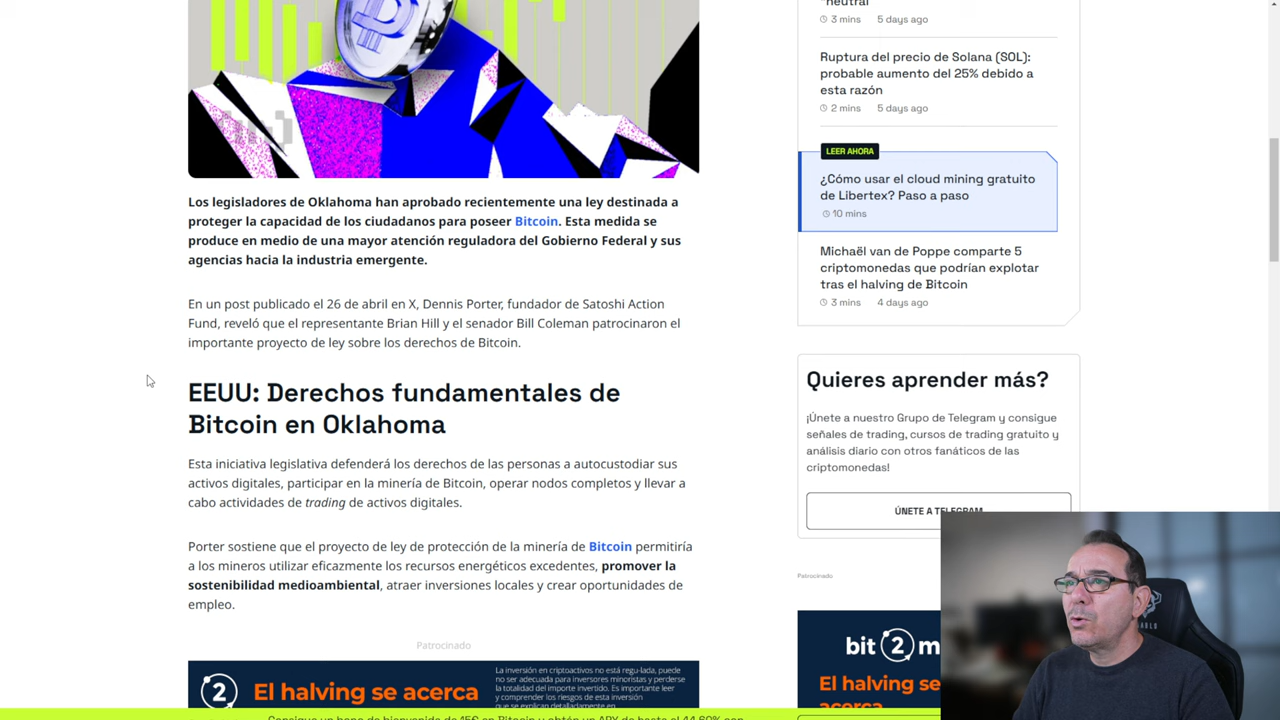 Los legisladores de Oklahoma han aprobado recientemente una ley destinada a
proteger la capacidad de los ciudadanos para poseer Bitcoin. Esta medida se
produce en medio de una mayor atención reguladora del Gobierno Federal y sus
agencias hacia la industria emergente.
En un post publicado el 26 de abril en X, Dennis Porter, fundador de Satoshi Action
Fund, reveló que el representante Brian Hill y el senador Bill Coleman patrocinaron el
importante proyecto de ley sobre los derechos de Bitcoin.
EEUU: Derechos fundamentales de
Bitcoin en Oklahoma
Esta iniciativa legislativa defenderá los derechos de las personas a autocustodiar sus
activos digitales, participar en la minería de Bitcoin, operar nodos completos y llevar a
cabo actividades de trading de activos digitales.
Porter sostiene que el proyecto de ley de protección de la minería de Bitcoin permitiría
a los mineros utilizar eficazmente los recursos energéticos excedentes, promover la
sostenibilidad medioambiental, atraer inversiones locales y crear oportunidades de
empleo.
Patrocinado
2 El halving se acerca
La inversión en criptoactivos no está regu-lada, puede
no ser adecuada para inversores minoristas y perderse
la totalidad del importe invertido. Es importante leer
y comprender los riesgos de esta inversión
que se explican detalladamente en
Consigue un bono de bienvenida de 15€ en Bitcoin y obtén un APY de hasta el 44,69% con
"neutral"
3 mins 5 days ago
Ruptura del precio de Solana (SOL):
probable aumento del 25% debido a
esta razón
2 mins 5 days ago
LEER AHORA
¿Cómo usar el cloud mining gratuito
de Libertex? Paso a paso
10 mins
Michaël van de Poppe comparte 5
criptomonedas que podrían explotar
tras el halving de Bitcoin
3 mins 4 days ago
Quieres aprender más?
¡Únete a nuestro Grupo de Telegram y consigue
señales de trading, cursos de trading gratuito y
análisis diario con otros fanáticos de las
criptomonedas!
ÚNETE A TELEGRAM
Patrocinado
bit2m
El halving se
acerca